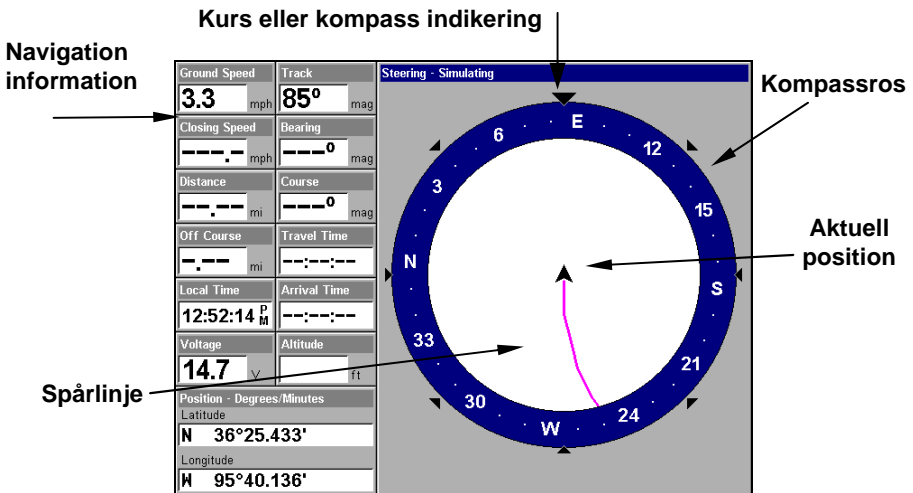 Kurs eller kompass indikering
Navigation
information
Ground Speed
3.3 mph
Track
85° mag
Closing Speed
---.- mph
Bearing
---° mag
Distance
--.-- mi
Course
---° mag
Off Course
-.-- mi
Travel Time
--:--:--
Local Time
12:52:14 PM
Arrival Time
--:--:--
Voltage
14.7 V
Altitude
ft
Position - Degrees/Minutes
Latitude
N 36°25.433'
Longitude
W 95°40.136'
Steering - Simulating
E
12
15
S
21
24
W
30
33
N
3
6
Kompassros
Aktuell
position
Spårlinje